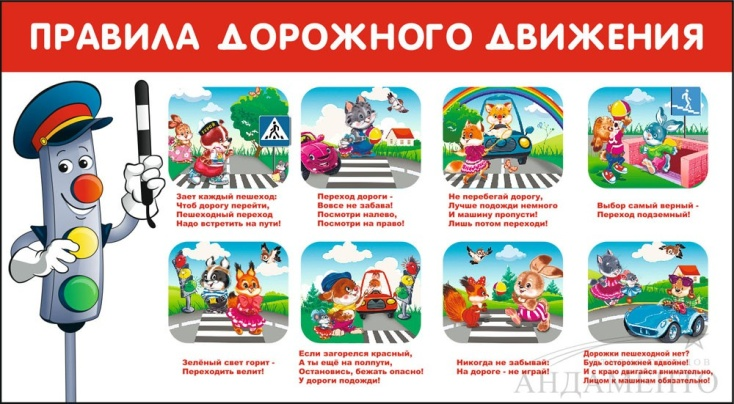 ПРАВИЛА ДОРОЖНОГО ДВИЖЕНИЯ
Зает каждый пешеход:
Чтоб дорогу перейти,
Пешеходный переход
Надо встретить на пути!
Переход дороги -
Вовсе не забава!
Посмотри налево,
Посмотри на право!
Не перебегай дорогу,
Лучше подожди немного
И машину пропусти!
Лишь потом переходи!
Выбор самый верный -
Переход подземный!
Зелёный свет горит -
Переходить велит!
Если загорелся красный,
А ты ещё на полпути,
Остановись, бежать опасно!
У дороги подожди!
Никогда не забывай:
На дороге - не играй!
Дорожки пешеходной нет?
Будь осторожней вдвойне!
И с краю двигайся внимательно,
Лицом к машинам обязательно!
АНДАМЕНТО